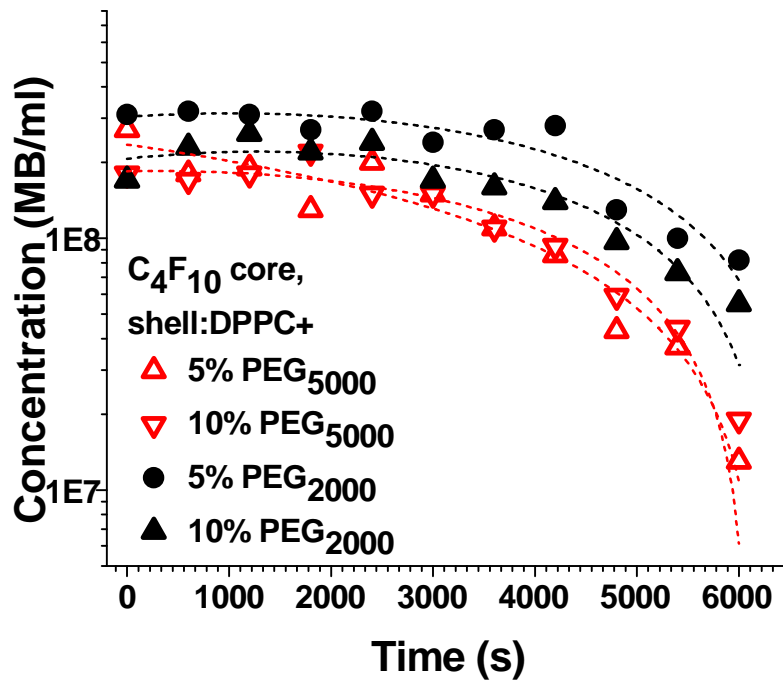 Concentration (MB/ml)
1E8
1E7
C4F10 core,
shell:DPPC+
5% PEG5000
10% PEG5000
5% PEG2000
10% PEG2000
0 1000 2000 3000 4000 5000 6000
Time (s)